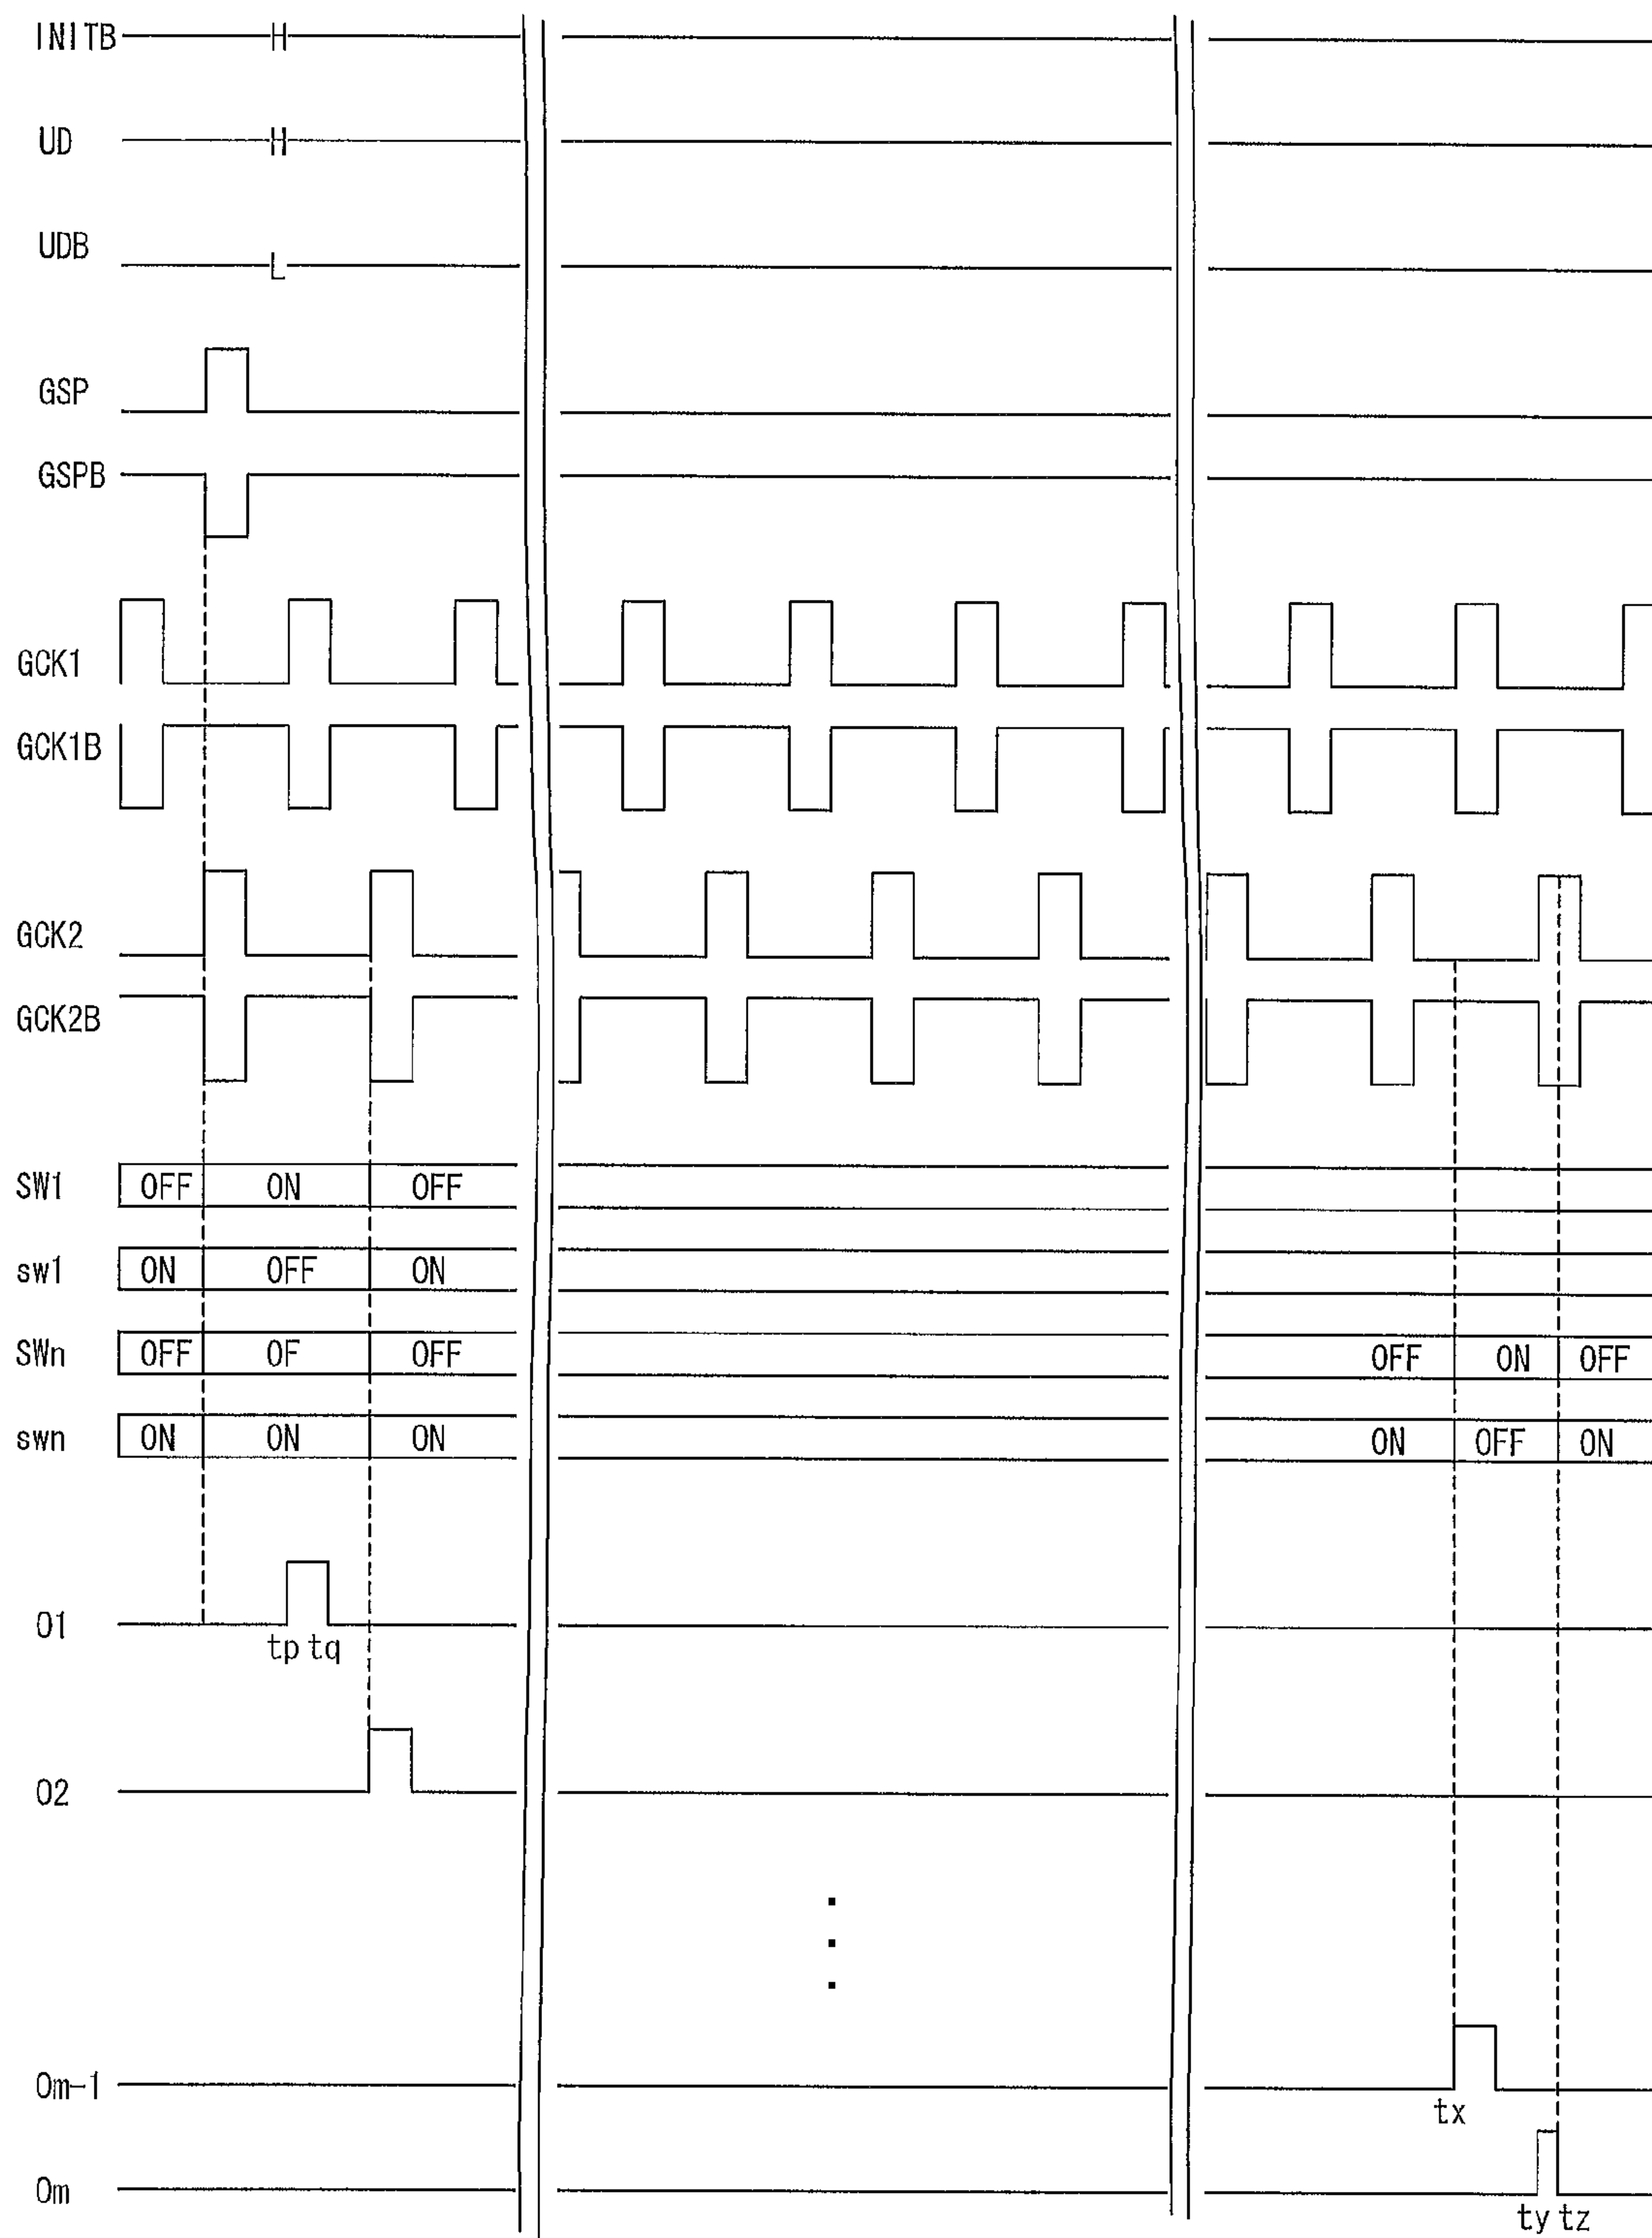 INITB H
UD H
UDB L
GSP
GSPB
GCK1
GCK1B
GCK2
GCK2B
SW1 OFF ON OFF
sw1 ON OFF ON
SWn OFF OF OFF OFF ON OFF
swn ON ON ON ON OFF ON
O1
tp tq
O2
Om-1
tx
Om
ty tz